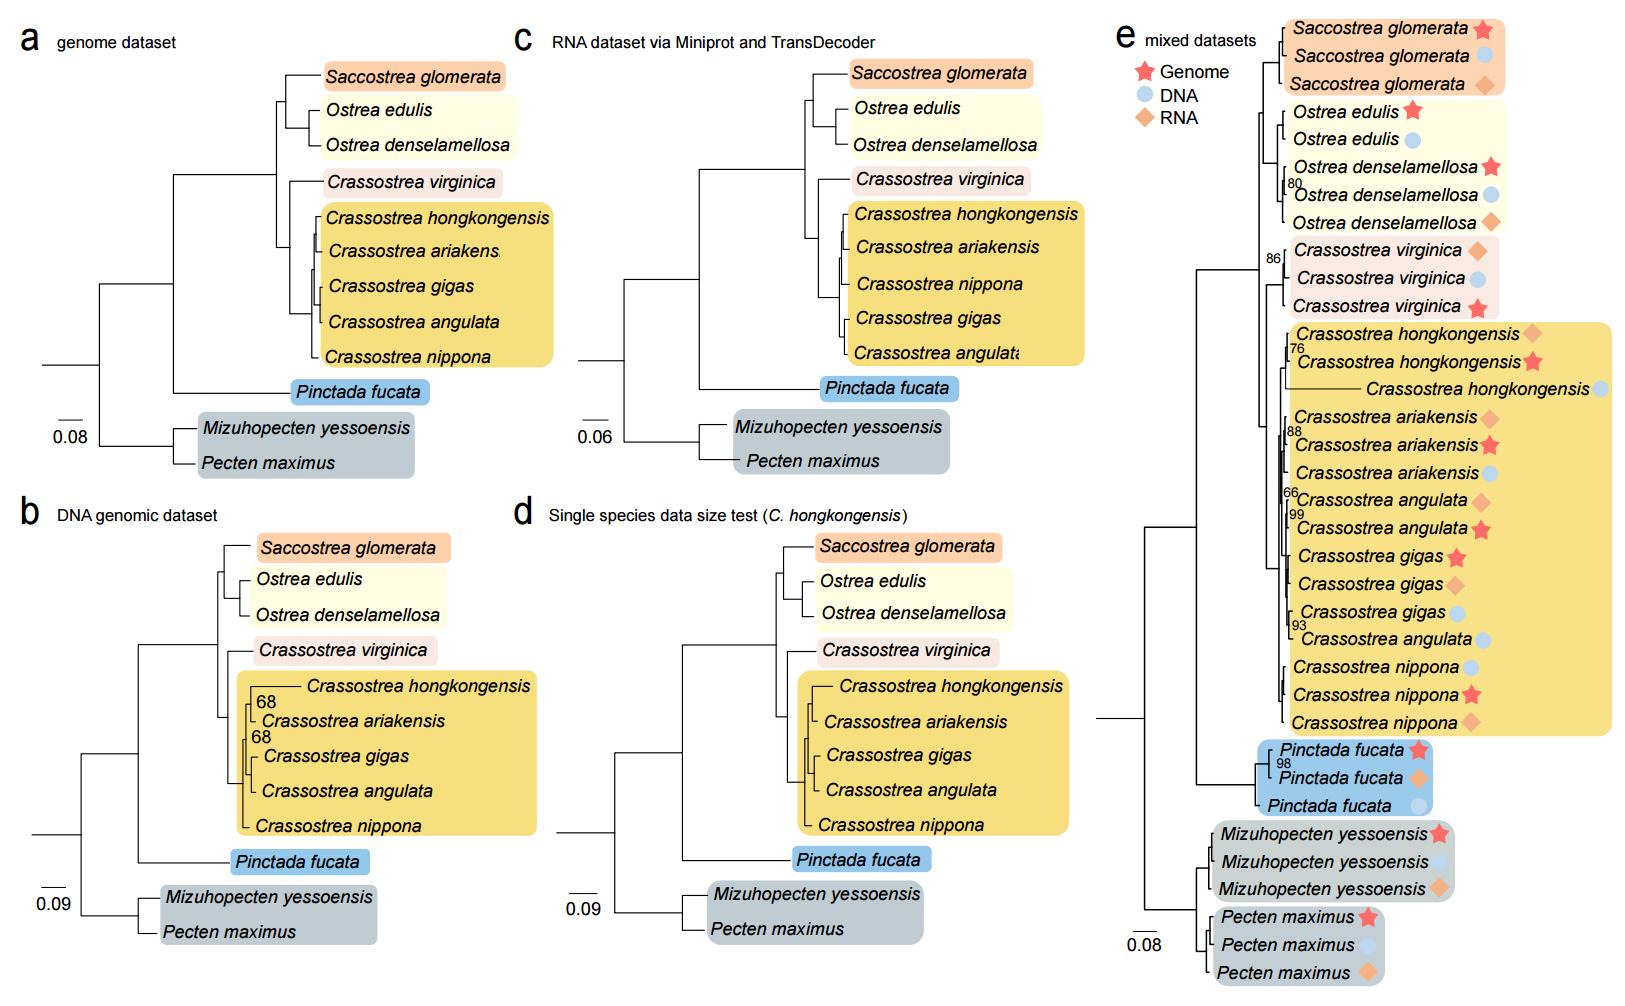 a genome dataset
Saccostrea glomerata
Ostrea edulis
Ostrea denselamellosa
Crassostrea virginica
Crassostrea hongkongensis
Crassostrea ariakens
Crassostrea gigas
Crassostrea angulata
Crassostrea nippona
Pinctada fucata
Mizuhopecten yessoensis
Pecten maximus
0.08
b DNA genomic dataset
Saccostrea glomerata
Ostrea edulis
Ostrea denselamellosa
Crassostrea virginica
Crassostrea hongkongensis
68
Crassostrea ariakensis
68
Crassostrea gigas
Crassostrea angulata
Crassostrea nippona
Pinctada fucata
Mizuhopecten yessoensis
Pecten maximus
0.09
c RNA dataset via Miniprot and TransDecoder
Saccostrea glomerata
Ostrea edulis
Ostrea denselamellosa
Crassostrea virginica
Crassostrea hongkongensis
Crassostrea ariakensis
Crassostrea nippona
Crassostrea gigas
Crassostrea angulata
Pinctada fucata
Mizuhopecten yessoensis
Pecten maximus
0.06
d Single species data size test (C. hongkongensis)
Saccostrea glomerata
Ostrea edulis
Ostrea denselamellosa
Crassostrea virginica
Crassostrea hongkongensis
Crassostrea ariakensis
Crassostrea gigas
Crassostrea angulata
Crassostrea nippona
Pinctada fucata
Mizuhopecten yessoensis
Pecten maximus
0.09
e mixed datasets
Genome
DNA
RNA
Saccostrea glomerata
Saccostrea glomerata
Saccostrea glomerata
Ostrea edulis
Ostrea edulis
Ostrea denselamellosa
80
Ostrea denselamellosa
Ostrea denselamellosa
Crassostrea virginica
86
Crassostrea virginica
Crassostrea virginica
Crassostrea hongkongensis
76
Crassostrea hongkongensis
Crassostrea hongkongensis
Crassostrea ariakensis
88
Crassostrea ariakensis
Crassostrea ariakensis
66
Crassostrea angulata
99
Crassostrea angulata
Crassostrea gigas
Crassostrea gigas
Crassostrea gigas
93
Crassostrea angulata
Crassostrea nippona
Crassostrea nippona
Crassostrea nippona
Pinctada fucata
98
Pinctada fucata
Pinctada fucata
Mizuhopecten yessoensis
Mizuhopecten yessoensis
Mizuhopecten yessoensis
Pecten maximus
Pecten maximus
Pecten maximus
0.08